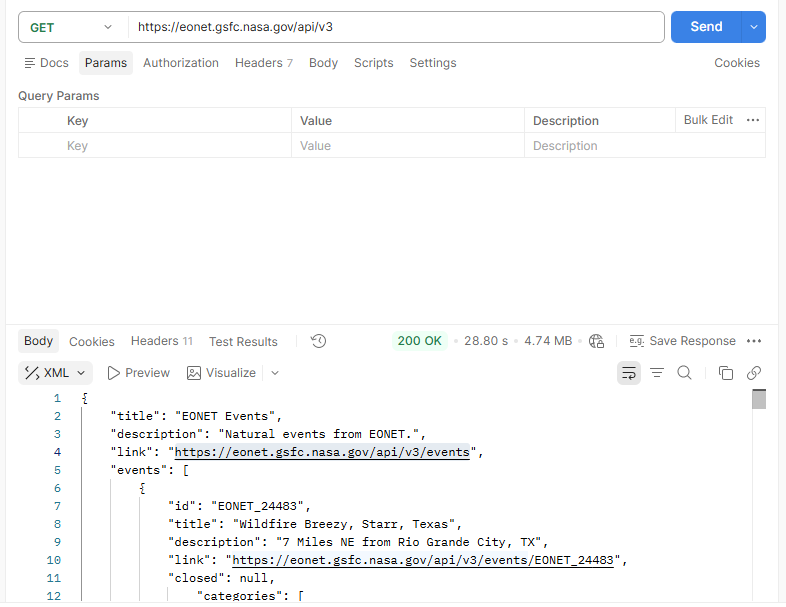 GET https://eonet.gsfc.nasa.gov/api/v3 Send
Docs Params Authorization Headers 7 Body Scripts Settings Cookies
Query Params
Key Value Description Bulk Edit
Key Value Description
Body Cookies Headers 11 Test Results 200 OK 28.80 s 4.74 MB e.g. Save Response
XML Preview Visualize
1 {
2 "title": "EONET Events",
3 "description": "Natural events from EONET.",
4 "link": "https://eonet.gsfc.nasa.gov/api/v3/events",
5 "events": [
6 {
7 "id": "EONET_24483",
8 "title": "Wildfire Breezy, Starr, Texas",
9 "description": "7 Miles NE from Rio Grande City, TX",
10 "link": "https://eonet.gsfc.nasa.gov/api/v3/events/EONET_24483",
11 "closed": null,
12 "categories": [